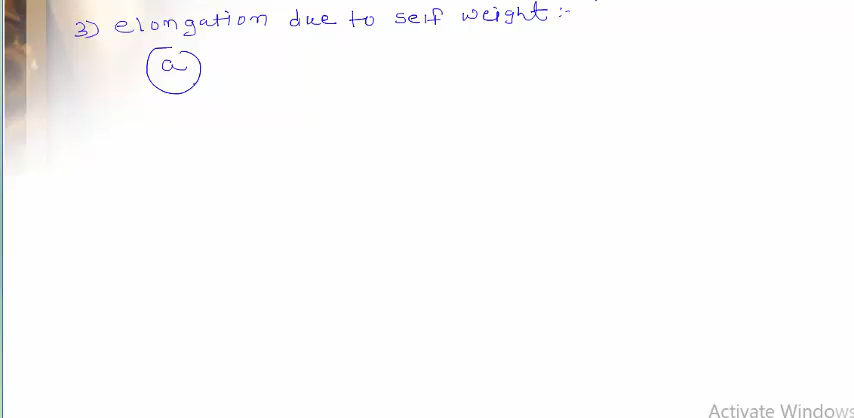 3) elongation due to self weight :-
a
Activate Windows